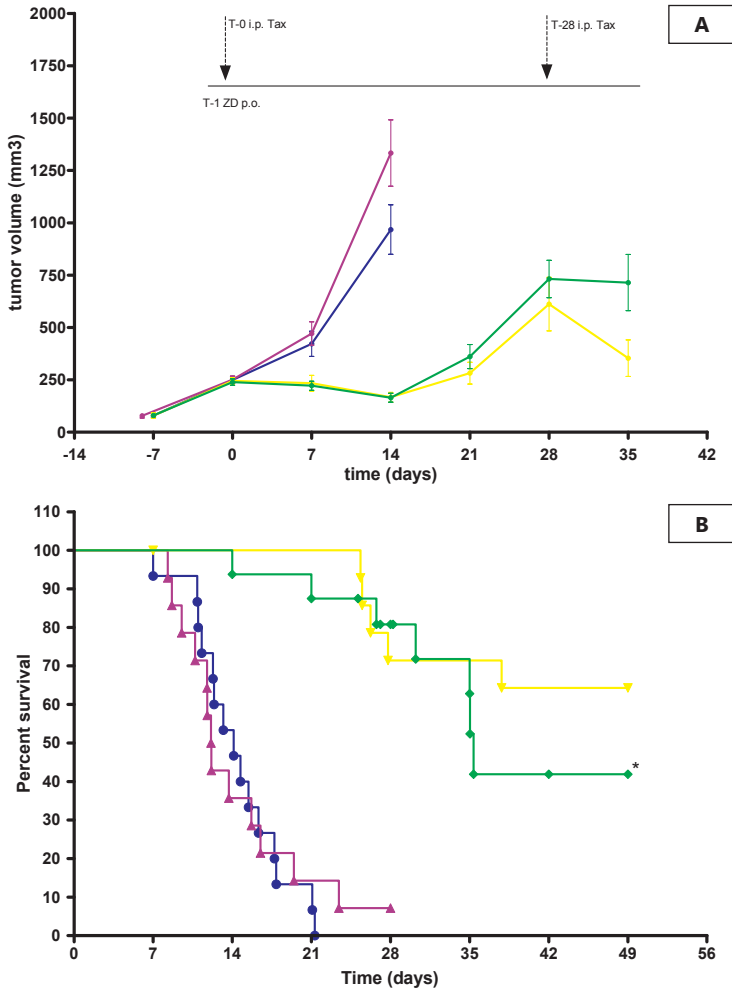 A
T-0 i.p. Tax
T-28 i.p. Tax
T-1 ZD p.o.
tumor volume (mm3)
2000
1750
1500
1250
1000
750
500
250
0
-14 -7 0 7 14 21 28 35 42
time (days)
B
Percent survival
110
100
90
80
70
60
50
40
30
20
10
0
*
0 7 14 21 28 35 42 49 56
Time (days)